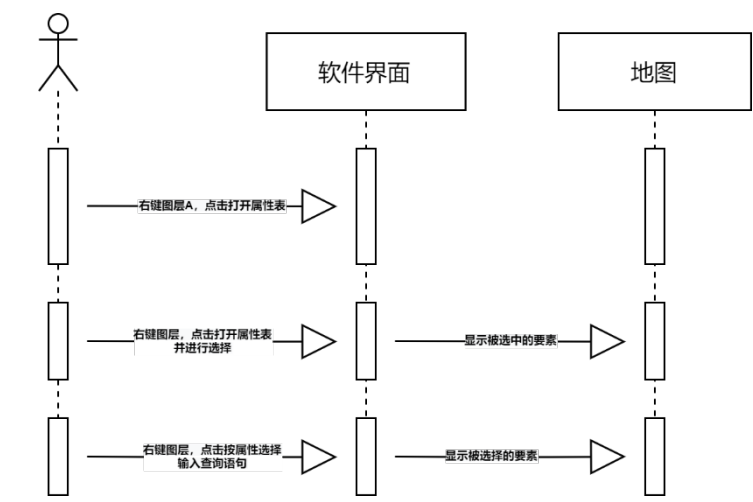 软件界面
地图
右键图层A，点击打开属性表
右键图层，点击打开属性表
并进行选择
显示被选中的要素
右键图层，点击按属性选择
输入查询语句
显示被选择的要素